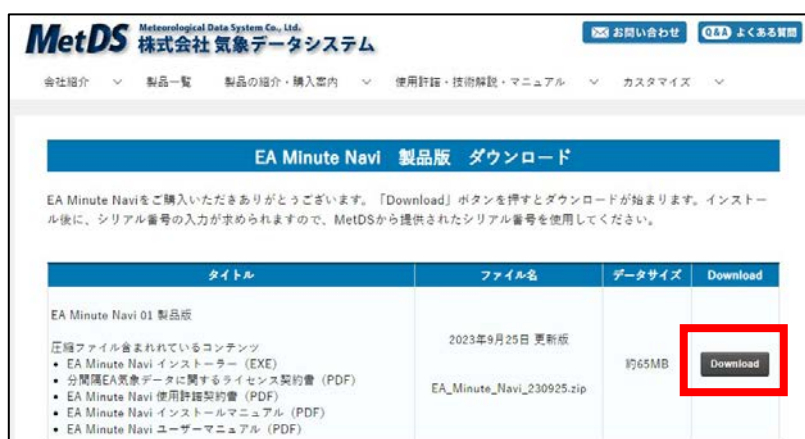 MetDS Meteorological Data System Co., Ltd.
株式会社 気象データシステム
お問い合わせ
Q&A よくある質問
会社紹介 製品一覧 製品の紹介・購入案内 使用許諾・技術解説・マニュアル カスタマイズ
EA Minute Navi 製品版 ダウンロード
EA Minute Naviをご購入いただきありがとうございます。「Download」ボタンを押すとダウンロードが始まります。インストー
ル後に、シリアル番号の入力が求められますので、MetDSから提供されたシリアル番号を使用してください。
タイトル ファイル名 データサイズ Download
EA Minute Navi 01 製品版
圧縮ファイル含まれれているコンテンツ
• EA Minute Navi インストーラー（EXE）
• 分間隔EA気象データに関するライセンス契約書（PDF）
• EA Minute Navi 使用許諾契約書（PDF）
• EA Minute Navi インストールマニュアル（PDF）
• EA Minute Navi ユーザーマニュアル（PDF）
2023年9月25日 更新版
EA_Minute_Navi_230925.zip
約65MB
Download